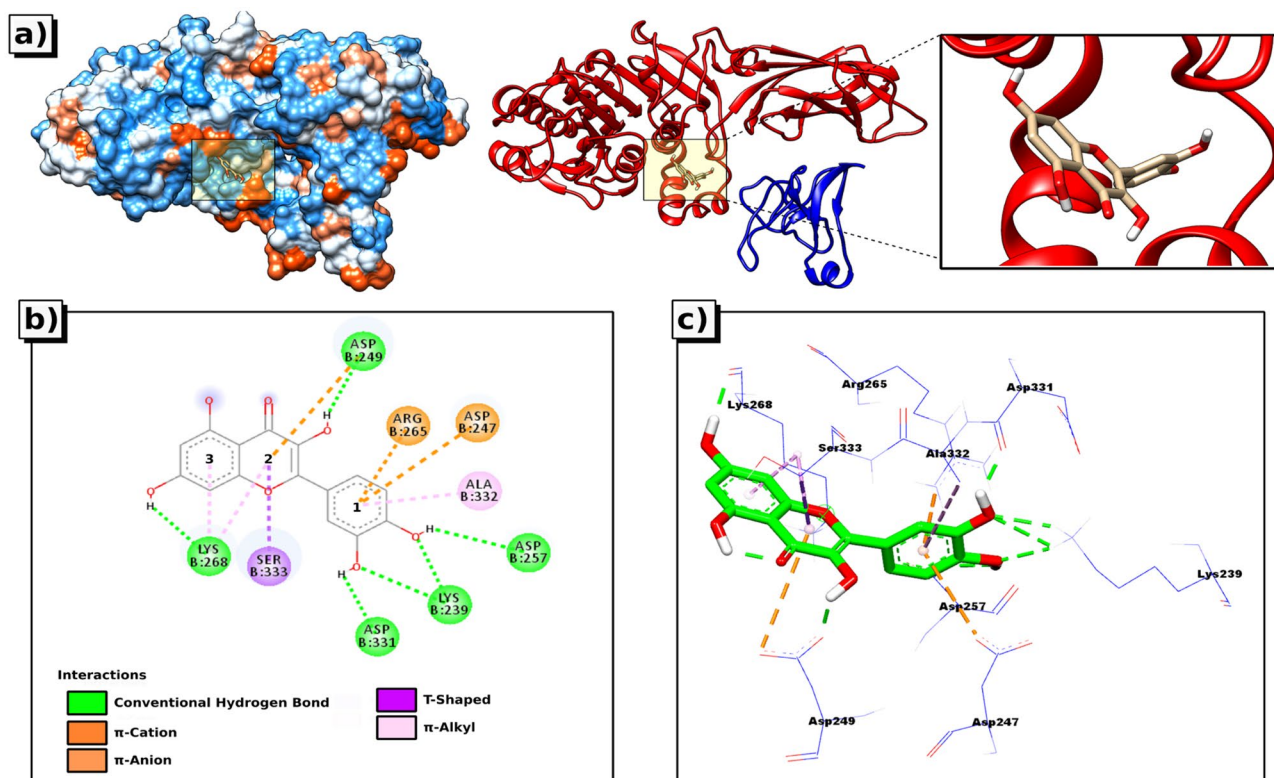 a)
b)
ASP
B:249
ARG
B:265
ASP
B:247
ALA
B:332
ASP
B:257
LYS
B:239
ASP
B:331
SER
B:333
LYS
B:268
O
O
H
O
3
2
1
O
H
O
O
H
O
H
Interactions
Conventional Hydrogen Bond
π-Cation
π-Anion
T-Shaped
π-Alkyl
c)
Arg265
Asp331
Lys268
Ser333
Ala332
Lys239
Asp257
Asp249
Asp247